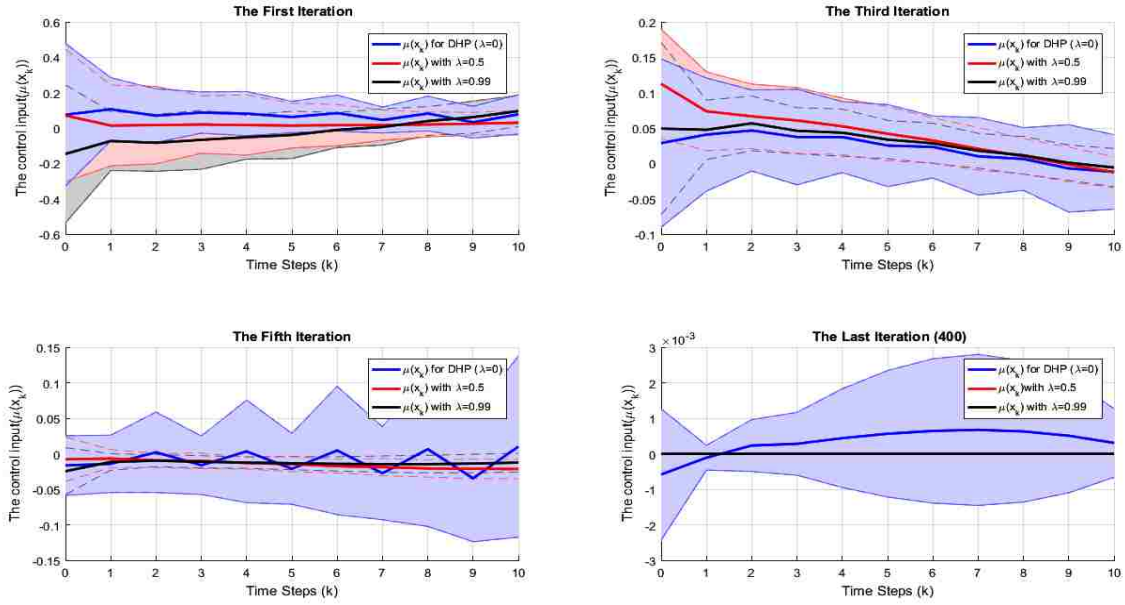 The First Iteration
The control input(μ(x_k))
0.6
0.4
0.2
0
-0.2
-0.4
-0.6
μ(x_k) for DHP (λ=0)
μ(x_k) with λ=0.5
μ(x_k) with λ=0.99
0 1 2 3 4 5 6 7 8 9 10
Time Steps (k)
The Third Iteration
The control input(μ(x_k))
0.2
0.15
0.1
0.05
0
-0.05
-0.1
μ(x_k) for DHP (λ=0)
μ(x_k) with λ=0.5
μ(x_k) with λ=0.99
0 1 2 3 4 5 6 7 8 9 10
Time Steps (k)
The Fifth Iteration
The control input(μ(x_k))
0.15
0.1
0.05
0
-0.05
-0.1
-0.15
μ(x_k) for DHP (λ=0)
μ(x_k) with λ=0.5
μ(x_k) with λ=0.99
0 1 2 3 4 5 6 7 8 9 10
Time Steps (k)
The Last Iteration (400)
×10^-3
The control input(μ(x_k))
3
2
1
0
-1
-2
-3
μ(x_k) for DHP (λ=0)
μ(x_k)with λ=0.5
μ(x_k) with λ=0.99
0 1 2 3 4 5 6 7 8 9 10
Time Steps (k)